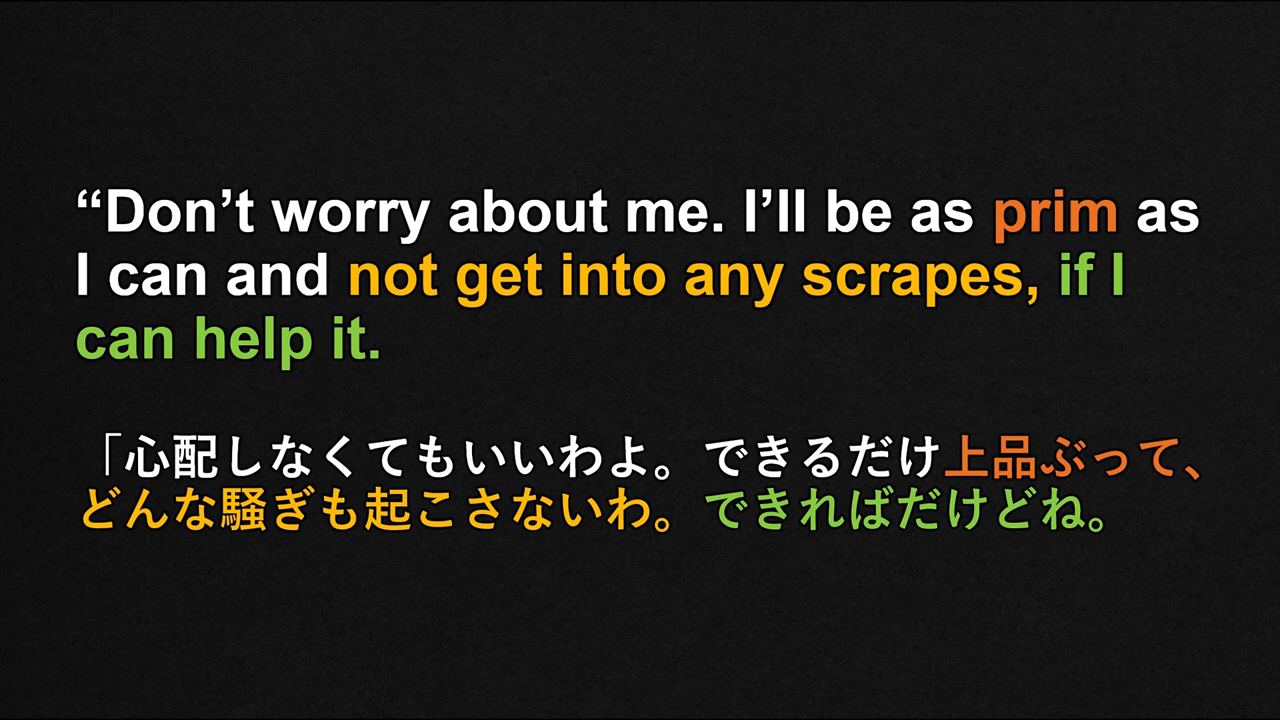 “Don’t worry about me. I’ll be as prim as
I can and not get into any scrapes, if I
can help it.
「心配しなくてもいいわよ。できるだけ上品ぶって、
どんな騒ぎも起こさないわ。できればだけどね。